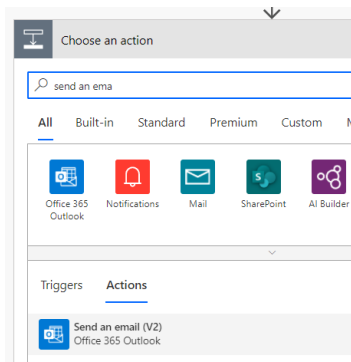 Choose an action
send an ema
All Built-in Standard Premium Custom
Office 365 Outlook Notifications Mail SharePoint AI Builder
Triggers Actions
Send an email (V2)
Office 365 Outlook